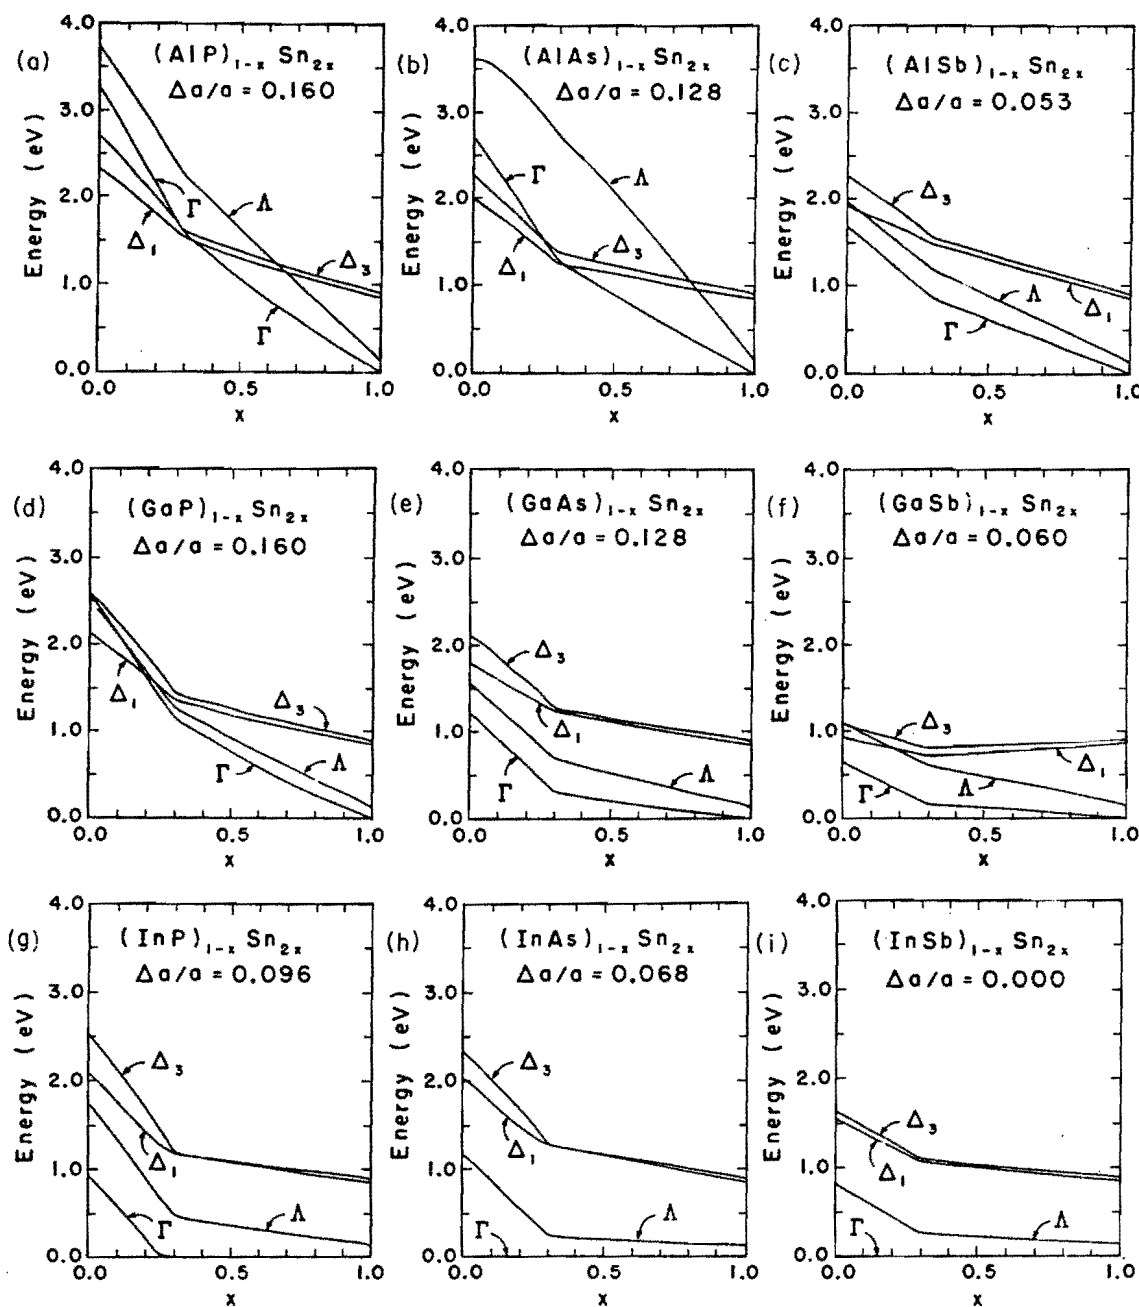 (a)
(AlP)₁₋ₓ Sn₂ₓ
Δa/a = 0.160
Energy (eV)
4.0
3.0
2.0
1.0
0.0
Γ
Λ
Δ₁
Δ₃
Γ
0.0 0.5 1.0
x
(b)
(AlAs)₁₋ₓ Sn₂ₓ
Δa/a = 0.128
Energy (eV)
4.0
3.0
2.0
1.0
0.0
Γ
Λ
Δ₃
Δ₁
Γ
0.0 0.5 1.0
x
(c)
(AlSb)₁₋ₓ Sn₂ₓ
Δa/a = 0.053
Energy (eV)
4.0
3.0
2.0
1.0
0.0
Δ₃
Λ
Δ₁
Γ
0.0 0.5 1.0
x
(d)
(GaP)₁₋ₓ Sn₂ₓ
Δa/a = 0.160
Energy (eV)
4.0
3.0
2.0
1.0
0.0
Δ₁
Δ₃
Λ
Γ
0.0 0.5 1.0
x
(e)
(GaAs)₁₋ₓ Sn₂ₓ
Δa/a = 0.128
Energy (eV)
4.0
3.0
2.0
1.0
0.0
Δ₃
Δ₁
Λ
Γ
0.0 0.5 1.0
x
(f)
(GaSb)₁₋ₓ Sn₂ₓ
Δa/a = 0.060
Energy (eV)
4.0
3.0
2.0
1.0
0.0
Δ₃
Δ₁
Λ
Γ
0.0 0.5 1.0
x
(g)
(InP)₁₋ₓ Sn₂ₓ
Δa/a = 0.096
Energy (eV)
4.0
3.0
2.0
1.0
0.0
Δ₃
Δ₁
Γ
Λ
0.0 0.5 1.0
x
(h)
(InAs)₁₋ₓ Sn₂ₓ
Δa/a = 0.068
Energy (eV)
4.0
3.0
2.0
1.0
0.0
Δ₃
Δ₁
Λ
Γ
0.0 0.5 1.0
x
(i)
(InSb)₁₋ₓ Sn₂ₓ
Δa/a = 0.000
Energy (eV)
4.0
3.0
2.0
1.0
0.0
Δ₃
Δ₁
Λ
Γ
0.0 0.5 1.0
x